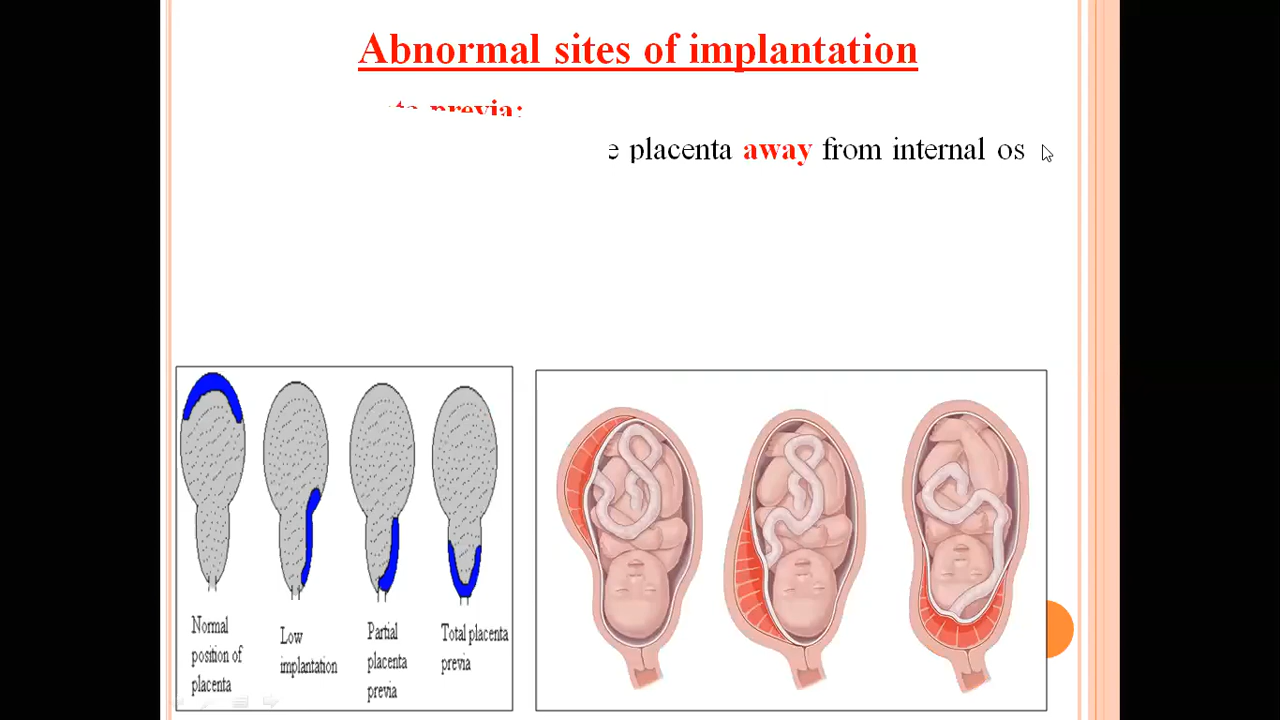 Abnormal sites of implantation
previa:
placenta away from internal os
Normal
position of
placenta
Low
implantation
Partial
placenta
previa
Total placenta
previa